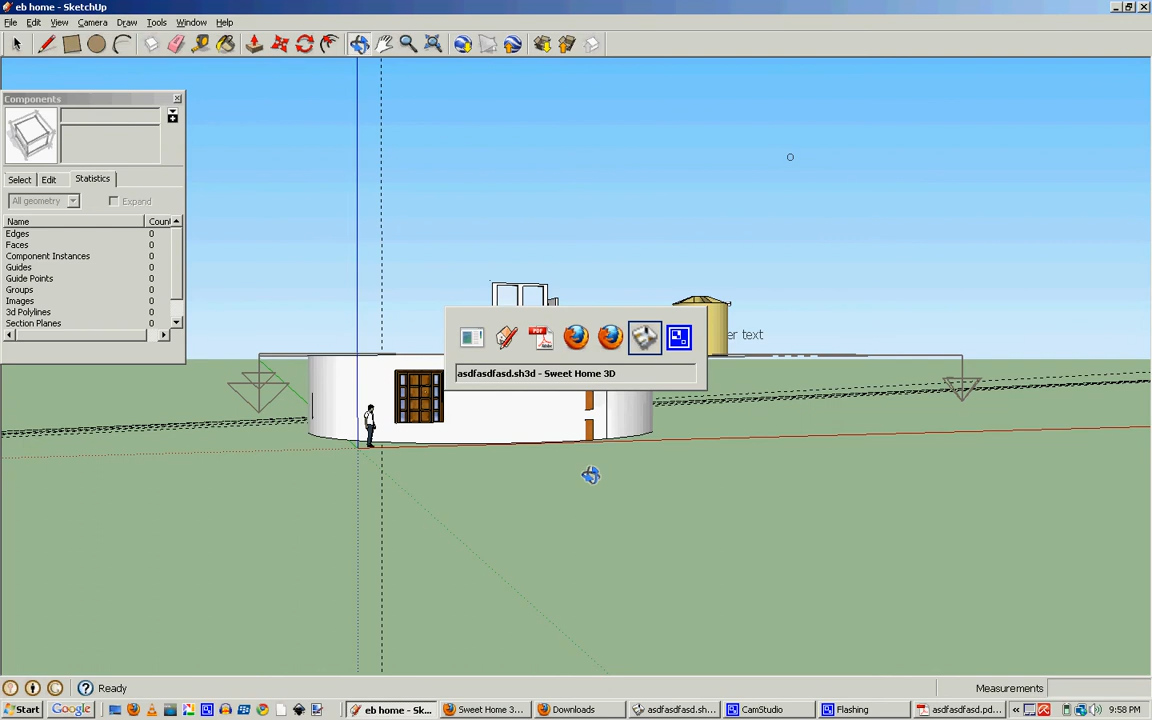 eb home - SketchUp
File Edit View Camera Draw Tools Window Help
Components
Select Edit Statistics
All geometry Expand
Name Count
Edges 0
Faces 0
Component Instances 0
Guides 0
Guide Points 0
Groups 0
Images 0
3d Polylines 0
Section Planes 0
PDF
Adobe
er text
asdfasdfasd.sh3d - Sweet Home 3D
Ready Measurements
Start Google eb home - Sk... Sweet Home 3... Downloads asdfasdfasd.sh... CamStudio Flashing asdfasdfasd.pd... « 9:58 PM